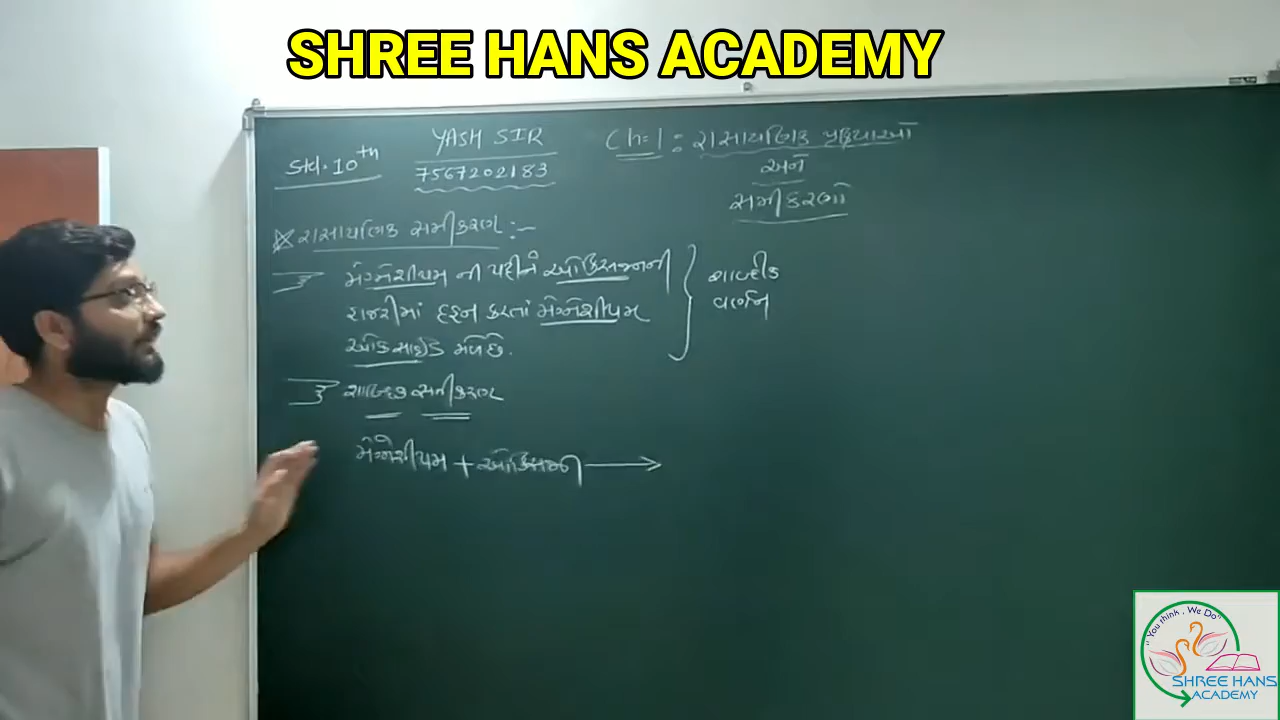 SHREE HANS ACADEMY
Std. 10th
YASH SIR
7567202183
Ch-1 : રાસાયણિક પ્રક્રિયાઓ
અને
સમીકરણો
રાસાયણિક સમીકરણ :-
મેગ્નેશીયમ ની પટ્ટીને ઓક્સિજનની
હાજરીમાં દહન કરતાં મેગ્નેશીયમ
ઓક્સાઇડ મળે છે.
શાબ્દીક
વર્ણન
શાબ્દિક સમીકરણ
મેગ્નેશીયમ + ઓક્સિજન →
"You think, We Do"
SHREE HANS
ACADEMY